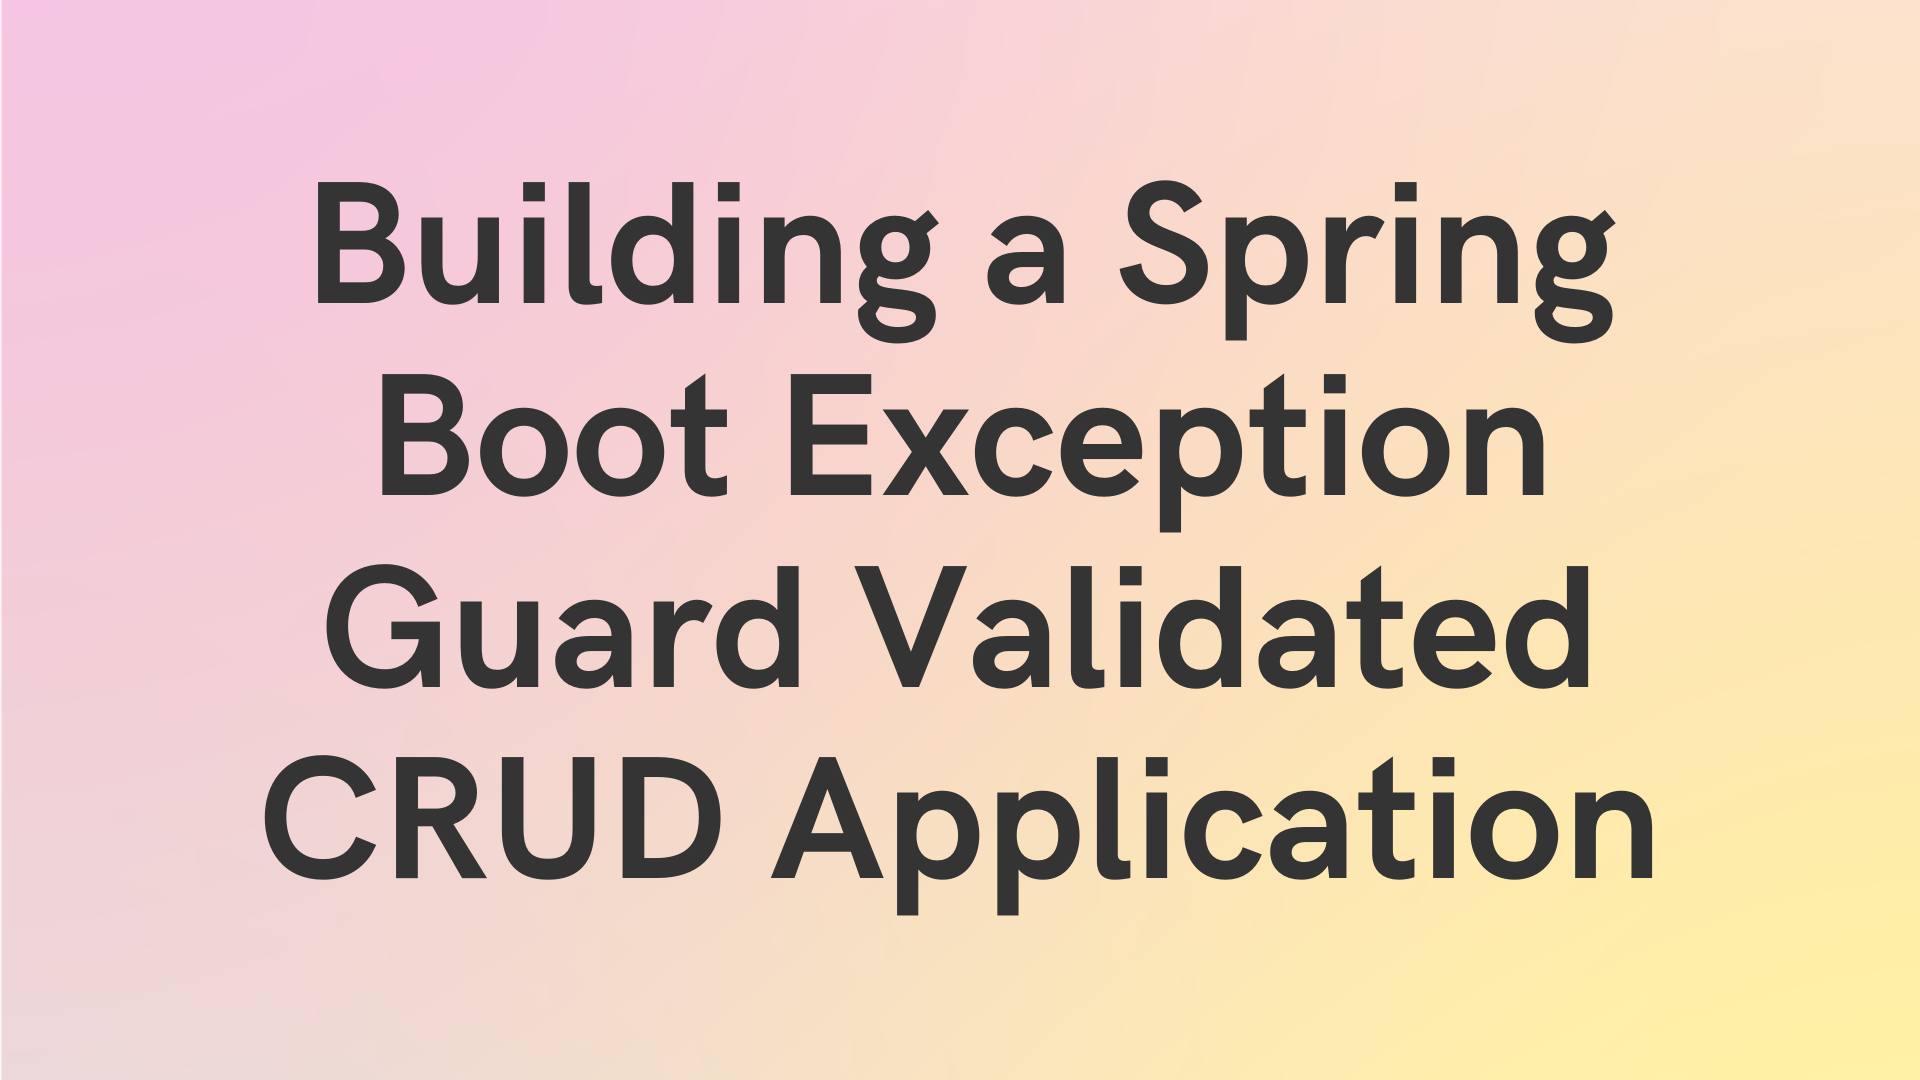 Building a Spring
Boot Exception
Guard Validated
CRUD Application